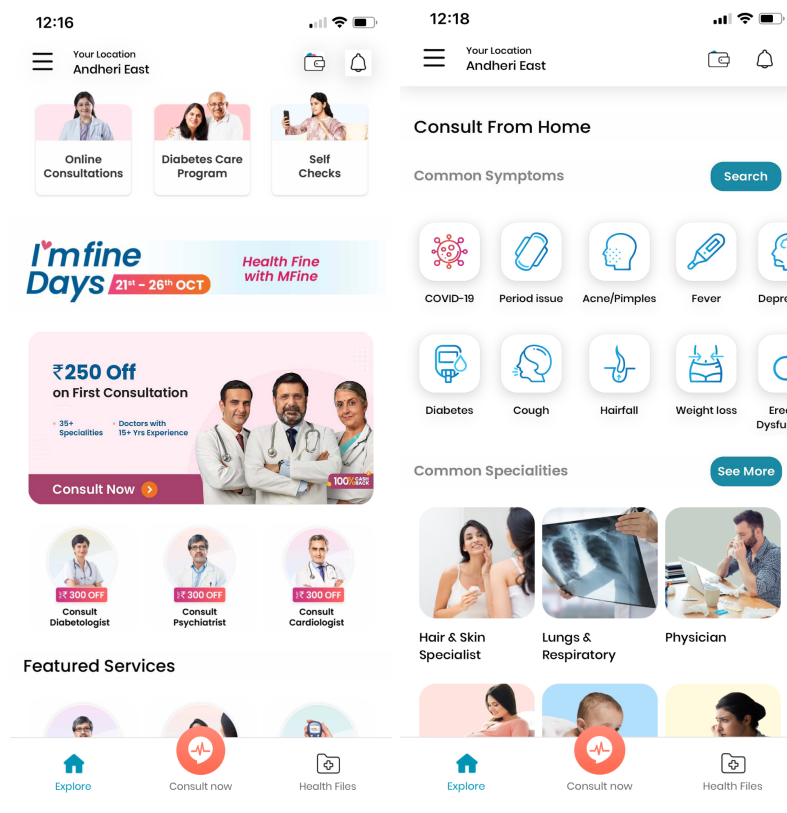 12:16
Your Location
Andheri East
Online
Consultations
Diabetes Care
Program
Self
Checks
I'mfine
Days 21st - 26th OCT
Health Fine
with MFine
₹250 Off
on First Consultation
35+
Specialities
Doctors with
15+ Yrs Experience
Consult Now
100% CASH
BACK
₹ 300 OFF
Consult
Diabetologist
₹ 300 OFF
Consult
Psychiatrist
₹ 300 OFF
Consult
Cardiologist
Featured Services
Explore
Consult now
Health Files
12:18
Your Location
Andheri East
Consult From Home
Common Symptoms
Search
COVID-19
Period issue
Acne/Pimples
Fever
Depre
Diabetes
Cough
Hairfall
Weight loss
Erec
Dysfu
Common Specialities
See More
Hair & Skin
Specialist
Lungs &
Respiratory
Physician
Explore
Consult now
Health Files